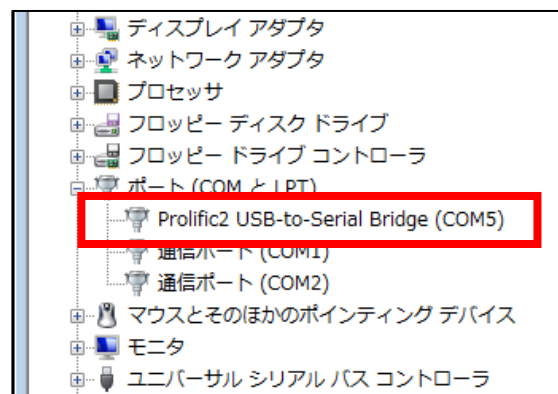 ディスプレイ アダプタ
ネットワーク アダプタ
プロセッサ
フロッピー ディスク ドライブ
フロッピー ドライブ コントローラ
ポート (COM と LPT)
Prolific2 USB-to-Serial Bridge (COM5)
通信ポート (COM1)
通信ポート (COM2)
マウスとそのほかのポインティング デバイス
モニタ
ユニバーサル シリアル バス コントローラ